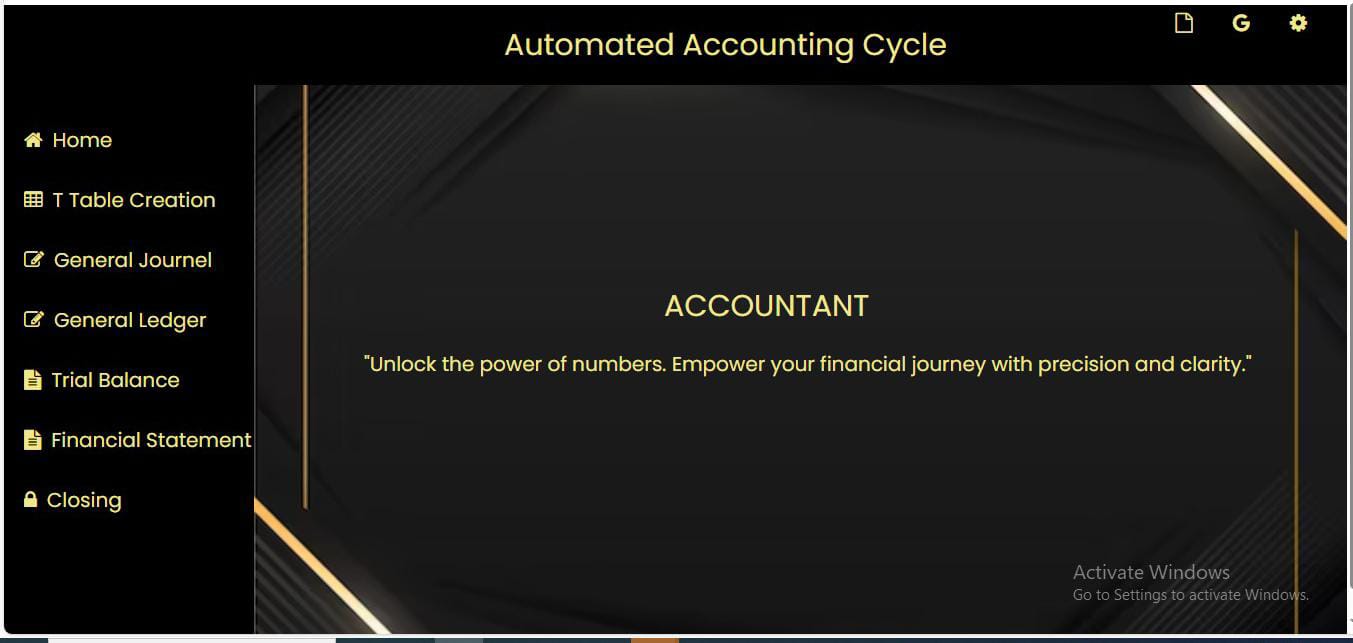 Automated Accounting Cycle
Home
T Table Creation
General Journel
General Ledger
Trial Balance
Financial Statement
Closing
ACCOUNTANT
"Unlock the power of numbers. Empower your financial journey with precision and clarity."
Activate Windows
Go to Settings to activate Windows.